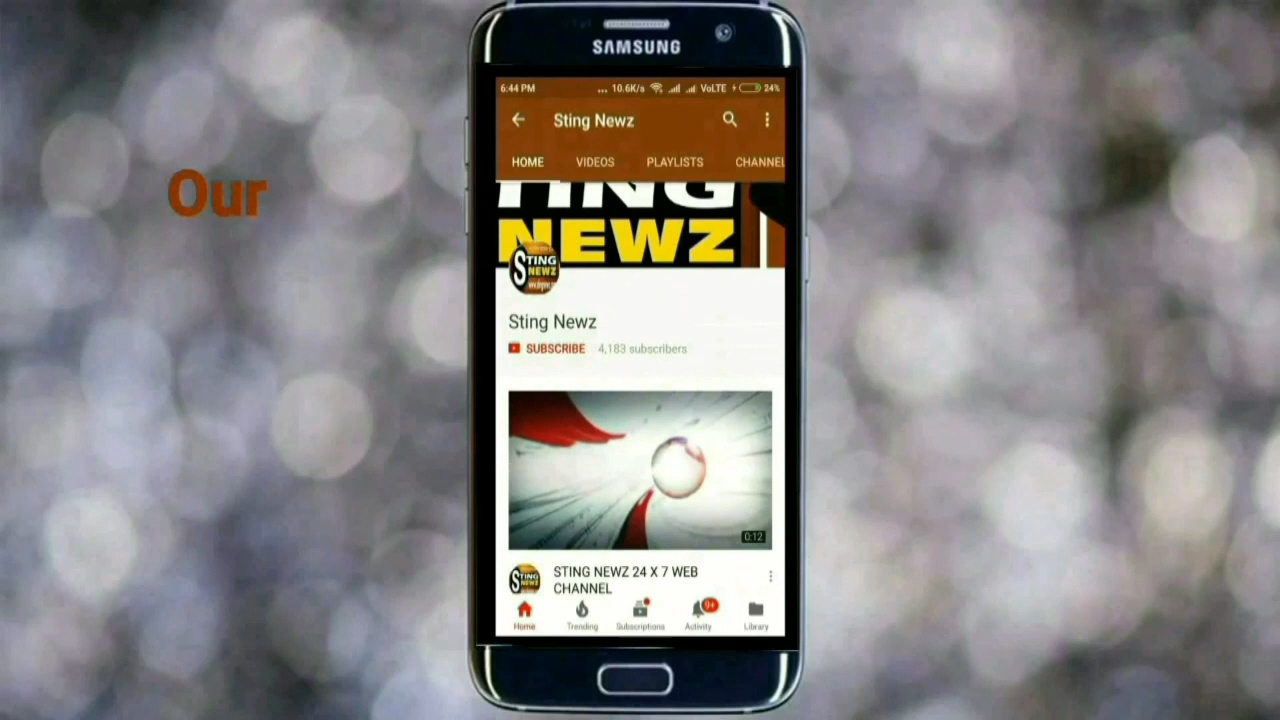 Our
SAMSUNG
6:44 PM ... 10.6K/s VoLTE 24%
Sting Newz
HOME VIDEOS PLAYLISTS CHANNEL
TING
NEWZ
STING
NEWZ
Sting Newz
SUBSCRIBE 4,183 subscribers
0:12
STING NEWZ
STING NEWZ 24 X 7 WEB
CHANNEL
9+
Home Trending Subscriptions Activity Library